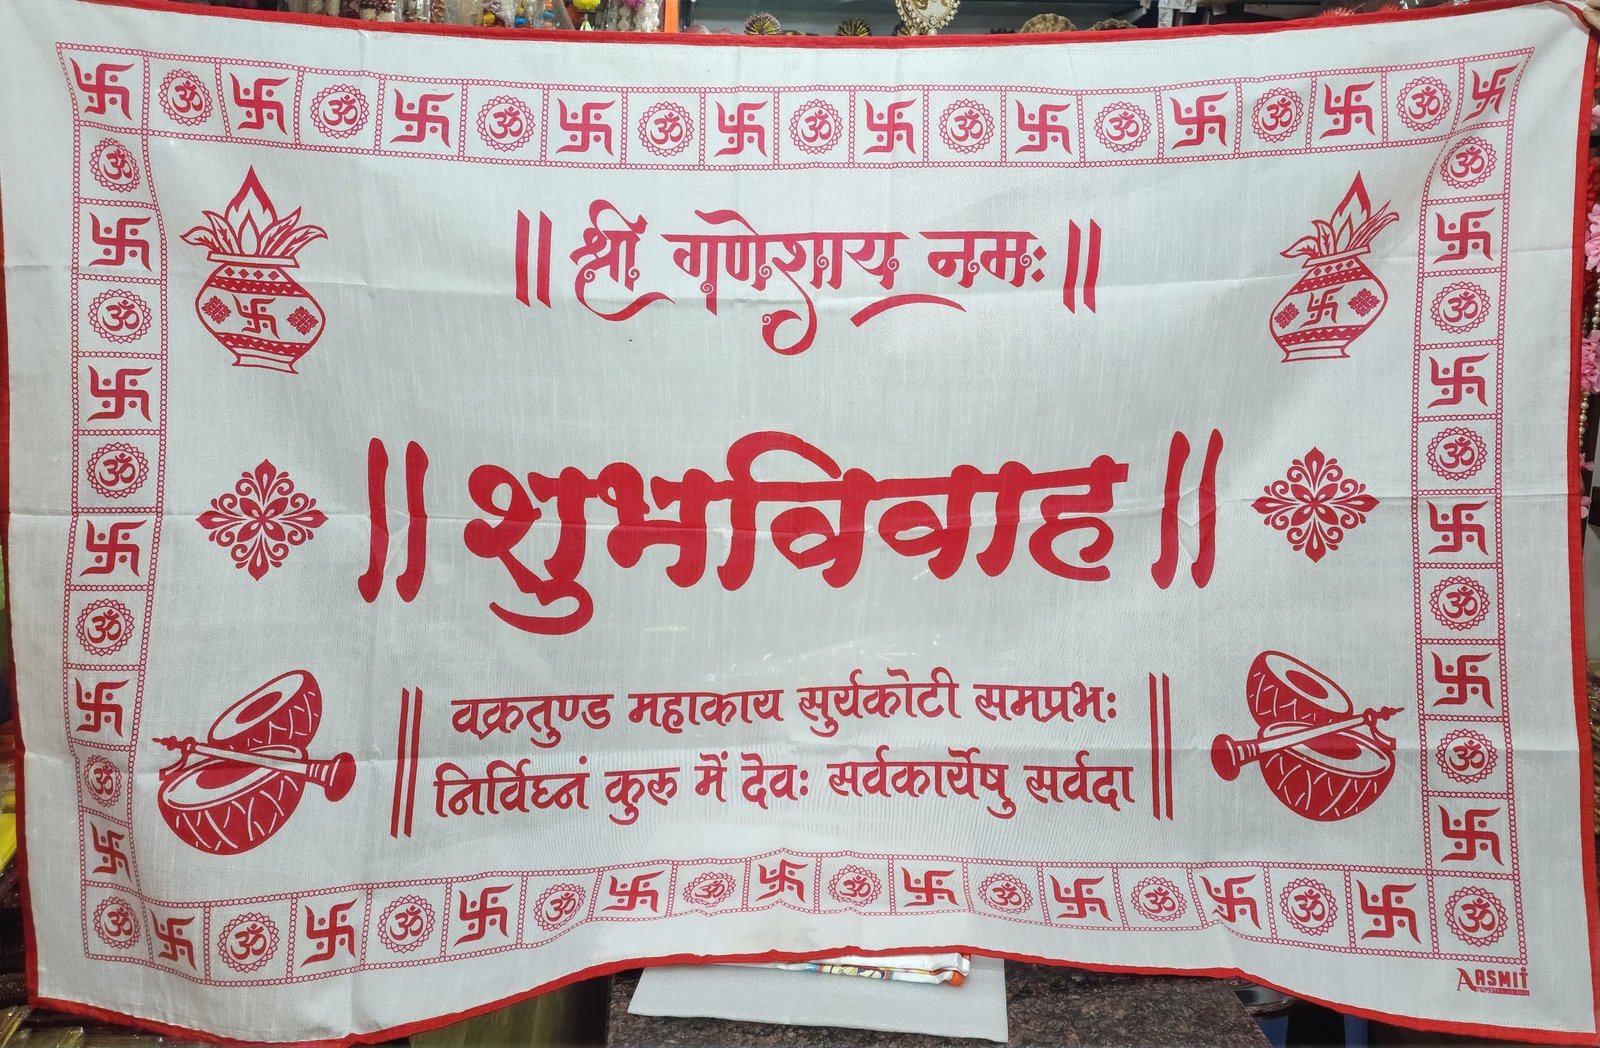 ॥ श्री गणेशाय नमः ॥
॥ शुभविवाह ॥
॥ वक्रतुण्ड महाकाय सुर्यकोटी समप्रभः
निर्विघ्नं कुरू में देवः सर्वकार्येषु सर्वदा ॥
AASMIT